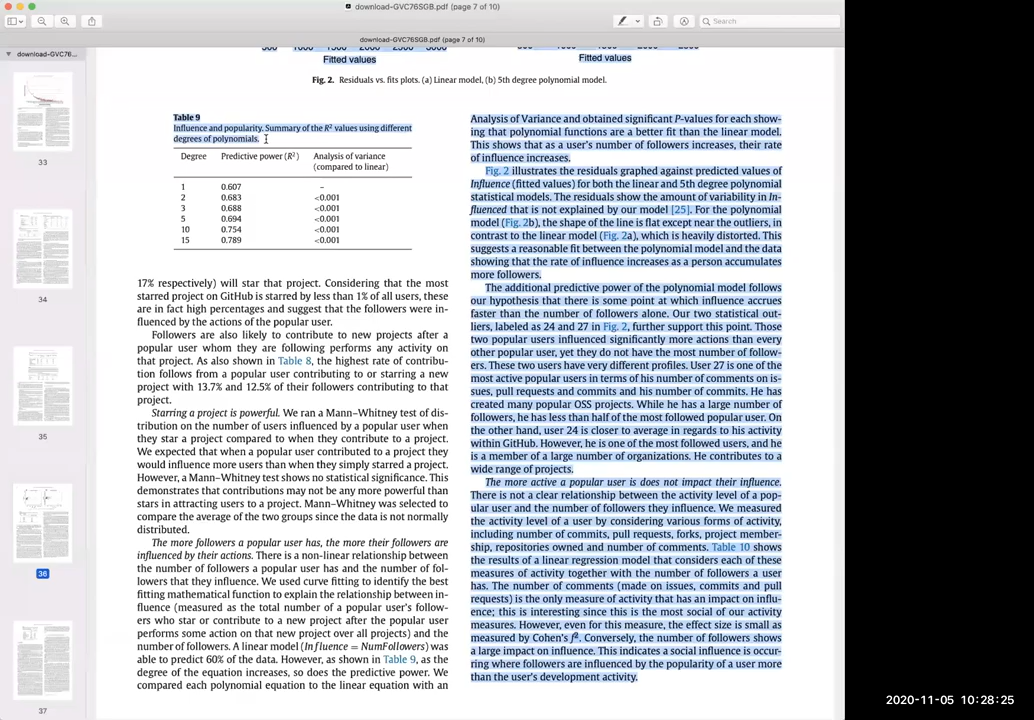 download-GVC76SGB.pdf (page 7 of 10)
Search
download-GVC76SGB.pdf (page 7 of 10)
download-GVC76...
33
34
35
36
37
Fitted values
Fitted values
Fig. 2. Residuals vs. fits plots. (a) Linear model, (b) 5th degree polynomial model.
Table 9
Influence and popularity. Summary of the R² values using different
degrees of polynomials.
Degree Predictive power (R²) Analysis of variance
(compared to linear)
1 0.607 –
2 0.683 <0.001
3 0.688 <0.001
5 0.694 <0.001
10 0.754 <0.001
15 0.789 <0.001
17% respectively) will star that project. Considering that the most
starred project on GitHub is starred by less than 1% of all users, these
are in fact high percentages and suggest that the followers were in-
fluenced by the actions of the popular user.
Followers are also likely to contribute to new projects after a
popular user whom they are following performs any activity on
that project. As also shown in Table 8, the highest rate of contribu-
tion follows from a popular user contributing to or starring a new
project with 13.7% and 12.5% of their followers contributing to that
project.
Starring a project is powerful. We ran a Mann–Whitney test of dis-
tribution on the number of users influenced by a popular user when
they star a project compared to when they contribute to a project.
We expected that when a popular user contributed to a project they
would influence more users than when they simply starred a project.
However, a Mann–Whitney test shows no statistical significance. This
demonstrates that contributions may not be any more powerful than
stars in attracting users to a project. Mann–Whitney was selected to
compare the average of the two groups since the data is not normally
distributed.
The more followers a popular user has, the more their followers are
influenced by their actions. There is a non-linear relationship between
the number of followers a popular user has and the number of fol-
lowers that they influence. We used curve fitting to identify the best
fitting mathematical function to explain the relationship between in-
fluence (measured as the total number of a popular user's follow-
ers who star or contribute to a new project after the popular user
performs some action on that new project over all projects) and the
number of followers. A linear model (Influence = NumFollowers) was
able to predict 60% of the data. However, as shown in Table 9, as the
degree of the equation increases, so does the predictive power. We
compared each polynomial equation to the linear equation with an
Analysis of Variance and obtained significant P-values for each show-
ing that polynomial functions are a better fit than the linear model.
This shows that as a user's number of followers increases, their rate
of influence increases.
Fig. 2 illustrates the residuals graphed against predicted values of
Influence (fitted values) for both the linear and 5th degree polynomial
statistical models. The residuals show the amount of variability in In-
fluenced that is not explained by our model [25]. For the polynomial
model (Fig. 2b), the shape of the line is flat except near the outliers, in
contrast to the linear model (Fig. 2a), which is heavily distorted. This
suggests a reasonable fit between the polynomial model and the data
showing that the rate of influence increases as a person accumulates
more followers.
The additional predictive power of the polynomial model follows
our hypothesis that there is some point at which influence accrues
faster than the number of followers alone. Our two statistical out-
liers, labeled as 24 and 27 in Fig. 2, further support this point. Those
two popular users influenced significantly more actions than every
other popular user, yet they do not have the most number of follow-
ers. These two users have very different profiles. User 27 is one of the
most active popular users in terms of his number of comments on is-
sues, pull requests and commits and his number of commits. He has
created many popular OSS projects. While he has a large number of
followers, he has less than half of the most followed popular user. On
the other hand, user 24 is closer to average in regards to his activity
within GitHub. However, he is one of the most followed users, and he
is a member of a large number of organizations. He contributes to a
wide range of projects.
The more active a popular user is does not impact their influence.
There is not a clear relationship between the activity level of a pop-
ular user and the number of followers they influence. We measured
the activity level of a user by considering various forms of activity,
including number of commits, pull requests, forks, project member-
ship, repositories owned and number of comments. Table 10 shows
the results of a linear regression model that considers each of these
measures of activity together with the number of followers a user
has. The number of comments (made on issues, commits and pull
requests) is the only measure of activity that has an impact on influ-
ence; this is interesting since this is the most social of our activity
measures. However, even for this measure, the effect size is small as
measured by Cohen's f². Conversely, the number of followers shows
a large impact on influence. This indicates a social influence is occur-
ring where followers are influenced by the popularity of a user more
than the user's development activity.
2020-11-05 10:28:25